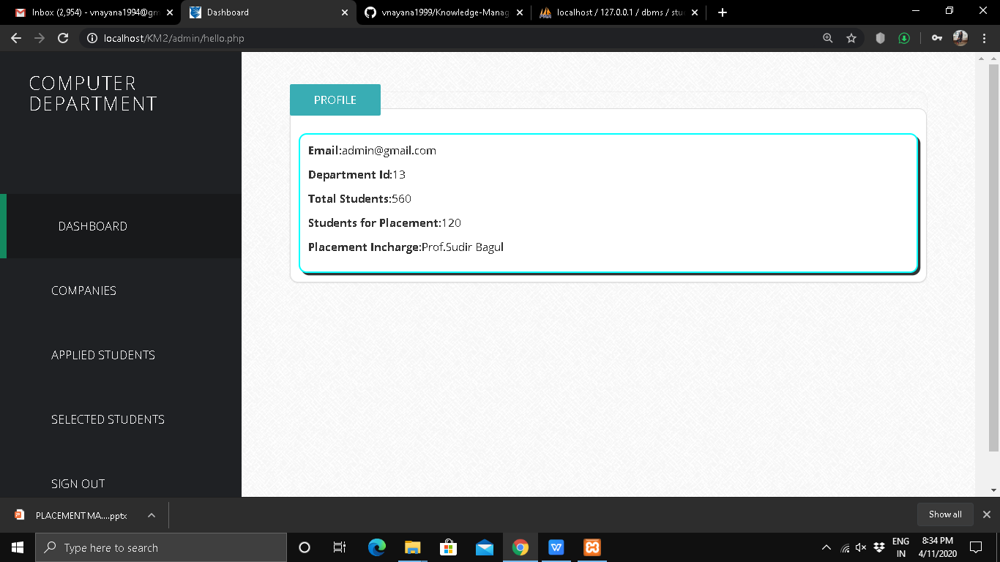 Inbox (2,954) - vnayana1994@gm
Dashboard
vnayana1999/Knowledge-Manag
localhost / 127.0.0.1 / dbms / stu
localhost/KM2/admin/hello.php
COMPUTER
DEPARTMENT
DASHBOARD
COMPANIES
APPLIED STUDENTS
SELECTED STUDENTS
SIGN OUT
PROFILE
Email:admin@gmail.com
Department Id:13
Total Students:560
Students for Placement:120
Placement Incharge:Prof.Sudir Bagul
PLACEMENT MA....pptx
Show all
Type here to search
ENG
IN
8:34 PM
4/11/2020